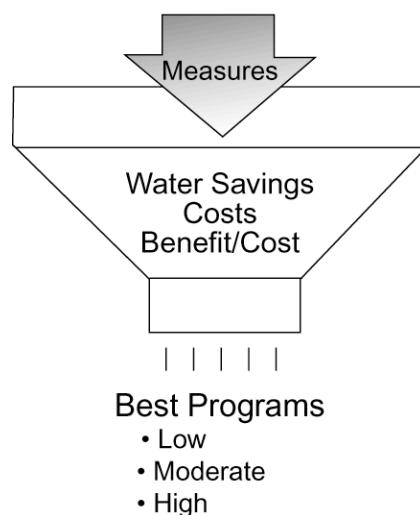 Measures
Water Savings
Costs
Benefit/Cost
Best Programs
• Low
• Moderate
• High